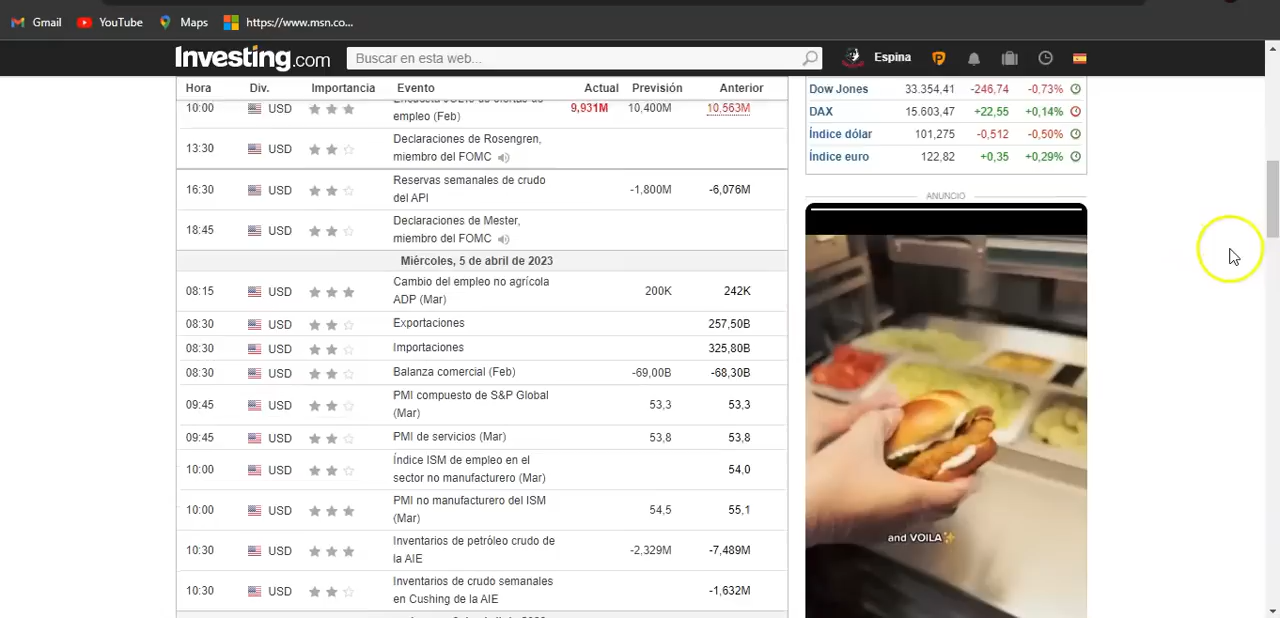 Gmail YouTube Maps https://www.msn.co...
Investing.com Buscar en esta web... Espina
Hora Div. Importancia Evento Actual Previsión Anterior
10:00 USD Encuesta JOLTs de ofertas de empleo (Feb) 9,931M 10,400M 10,563M
13:30 USD Declaraciones de Rosengren,
miembro del FOMC
16:30 USD Reservas semanales de crudo
del API -1,800M -6,076M
18:45 USD Declaraciones de Mester,
miembro del FOMC
Miércoles, 5 de abril de 2023
08:15 USD Cambio del empleo no agrícola
ADP (Mar) 200K 242K
08:30 USD Exportaciones 257,50B
08:30 USD Importaciones 325,80B
08:30 USD Balanza comercial (Feb) -69,00B -68,30B
09:45 USD PMI compuesto de S&P Global
(Mar) 53,3 53,3
09:45 USD PMI de servicios (Mar) 53,8 53,8
10:00 USD Índice ISM de empleo en el
sector no manufacturero (Mar) 54,0
10:00 USD PMI no manufacturero del ISM
(Mar) 54,5 55,1
10:30 USD Inventarios de petróleo crudo de
la AIE -2,329M -7,489M
10:30 USD Inventarios de crudo semanales
en Cushing de la AIE -1,632M
Dow Jones 33.354,41 -246,74 -0,73%
DAX 15.603,47 +22,55 +0,14%
Índice dólar 101,275 -0,512 -0,50%
Índice euro 122,82 +0,35 +0,29%
ANUNCIO
and VOILA✨